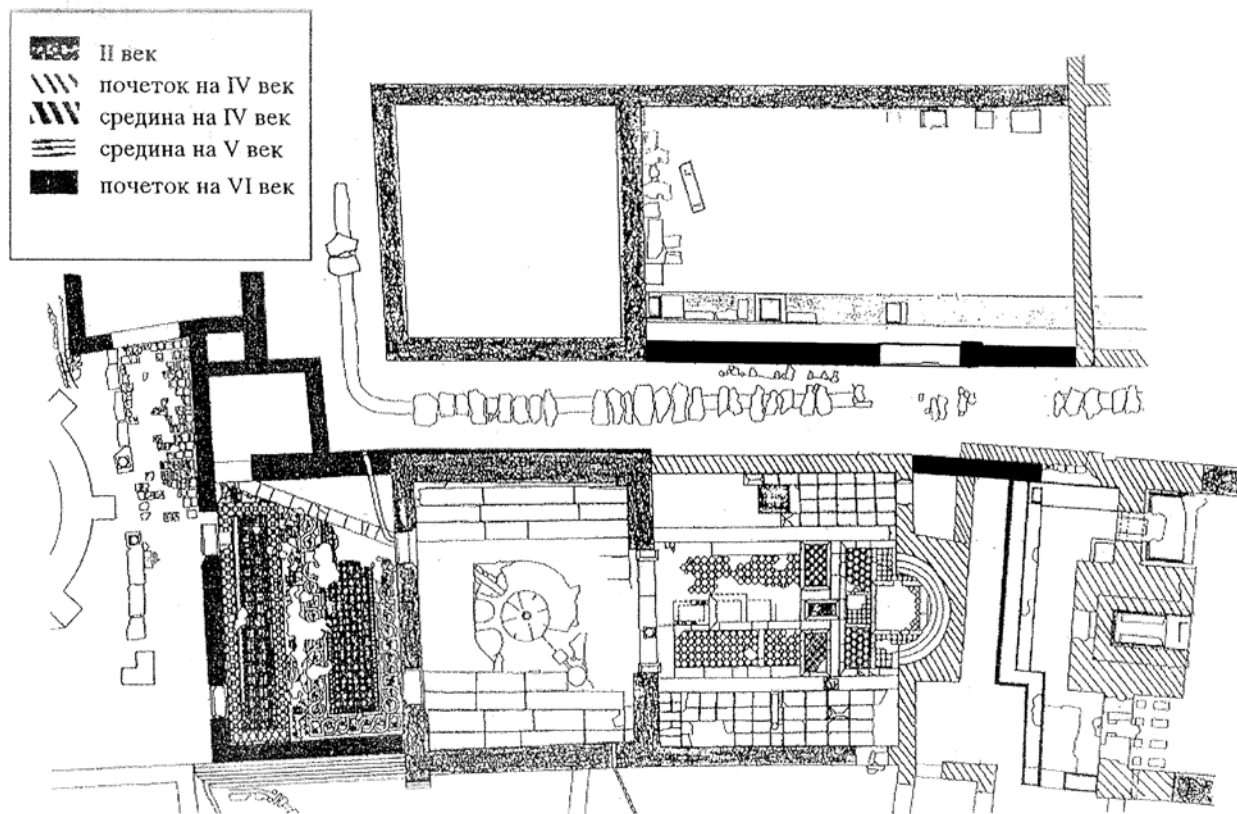 II век
почеток на IV век
средина на IV век
средина на V век
почеток на VI век